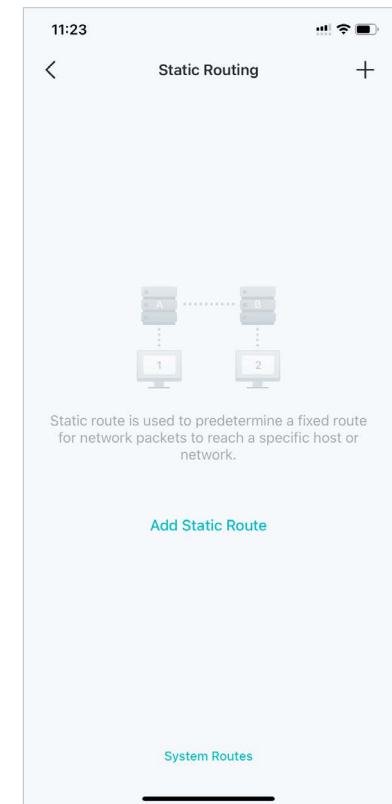 11:23
Static Routing
A
B
1
2
Static route is used to predetermine a fixed route
for network packets to reach a specific host or
network.
Add Static Route
System Routes